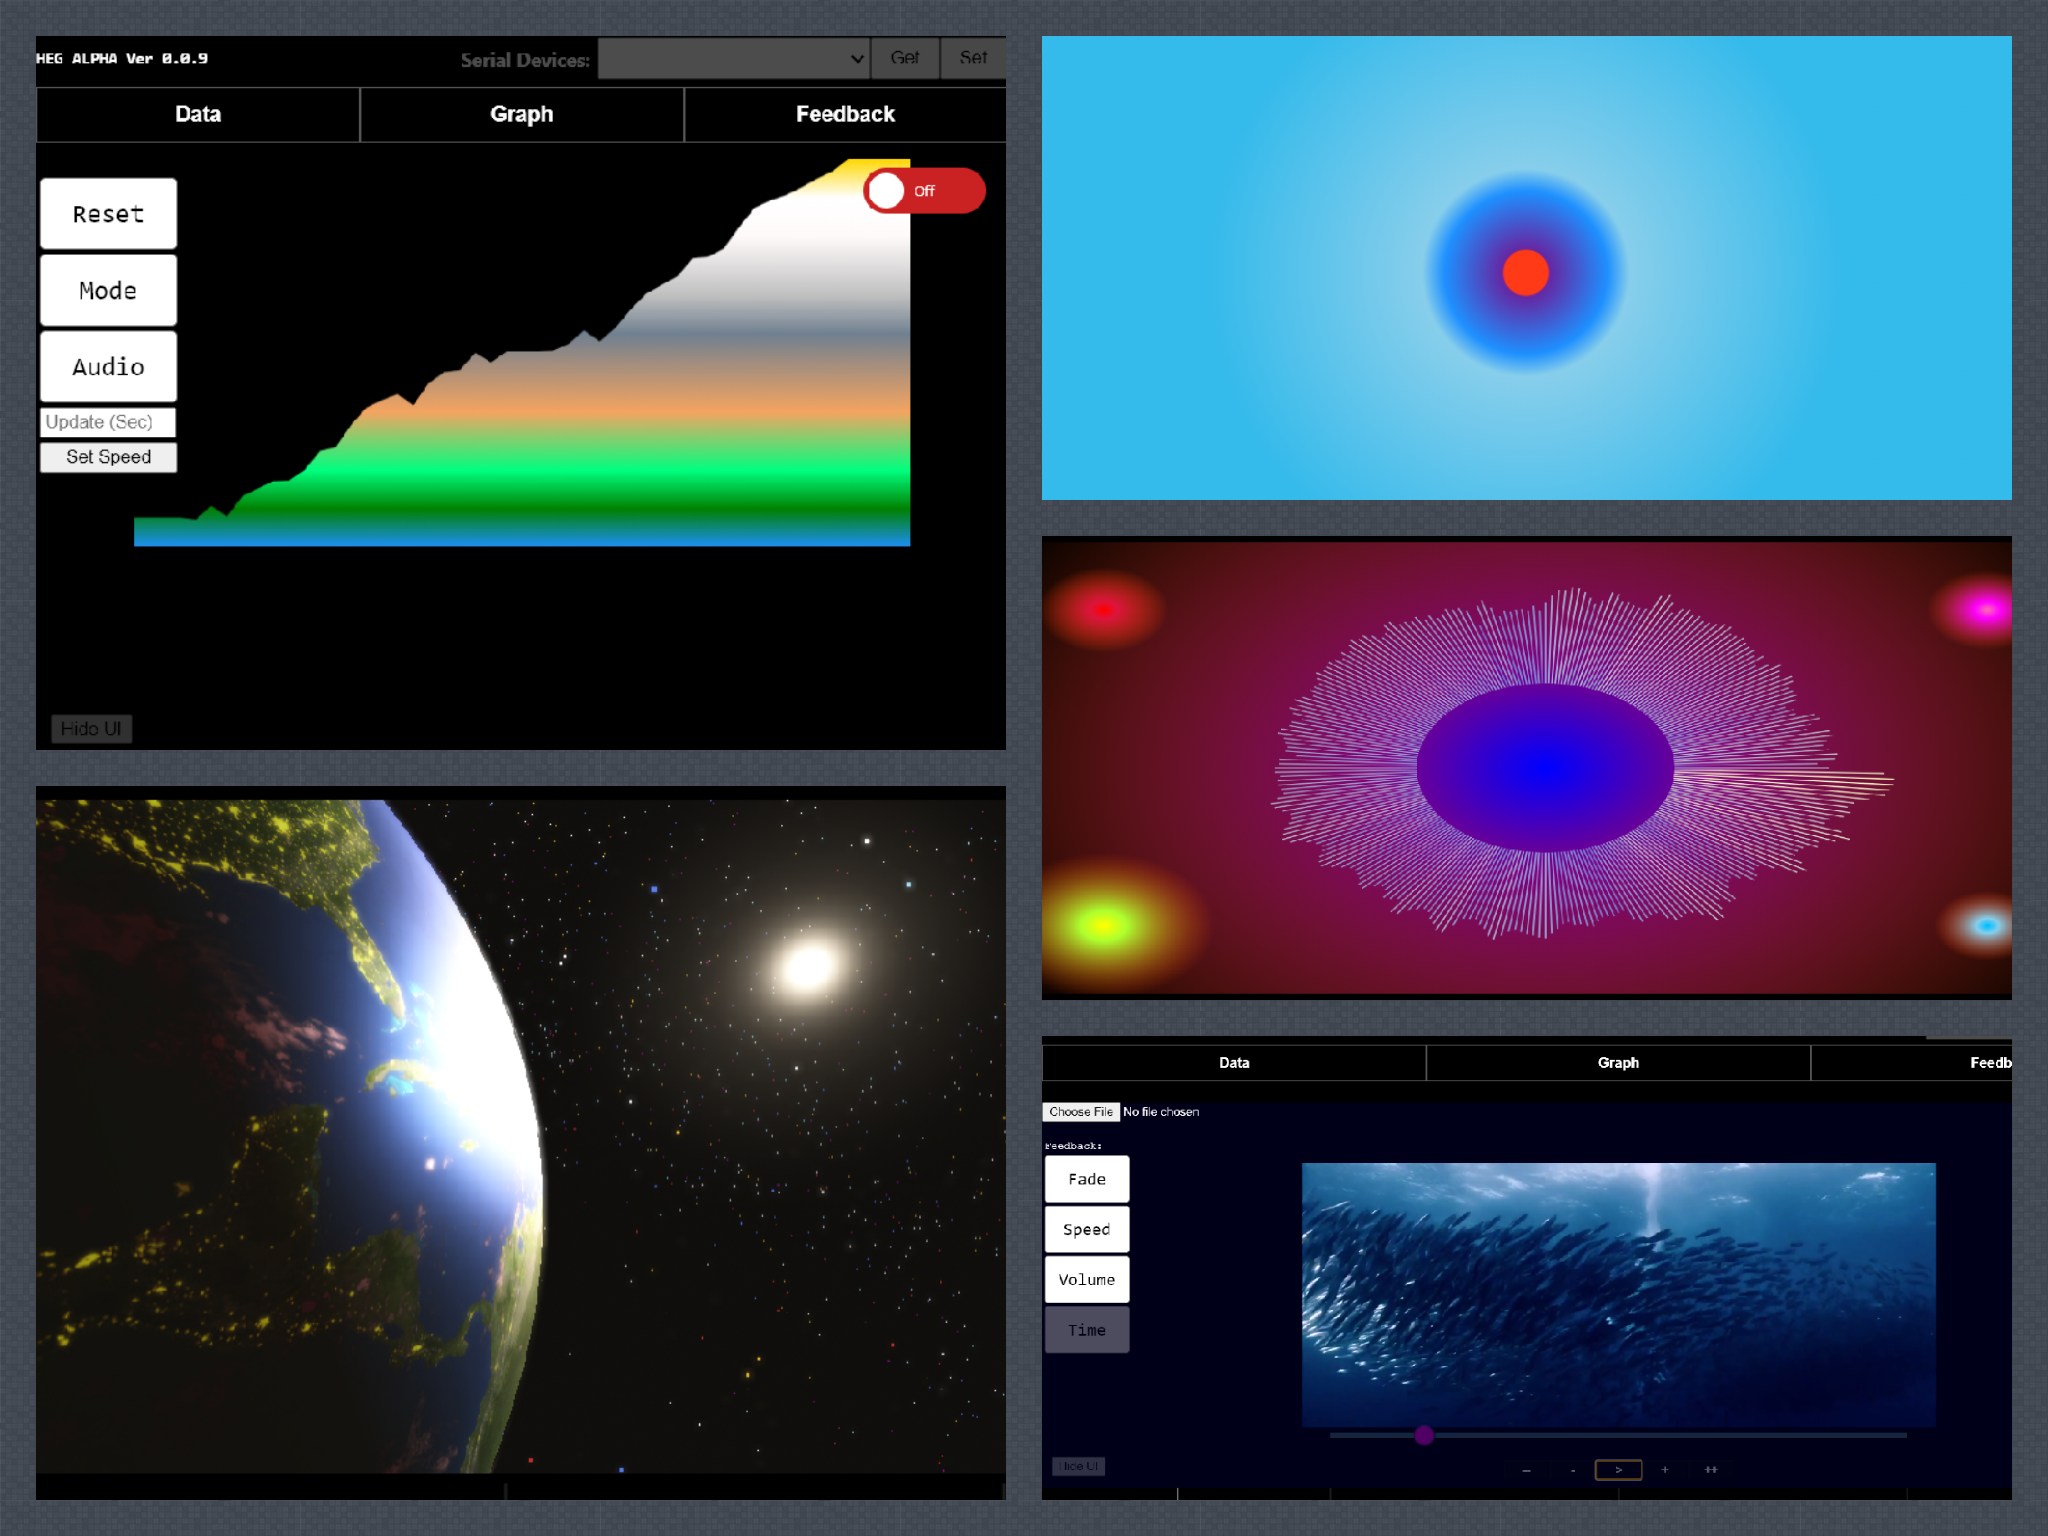 HEG ALPHA Ver 0.0.9
Serial Devices:
Get
Set
Data
Graph
Feedback
Reset
Mode
Audio
Update (Sec)
Set Speed
Off
Hide UI
Data
Graph
Feedb
Choose File No file chosen
Feedback:
Fade
Speed
Volume
Time
Hide UI
-- - > + ++